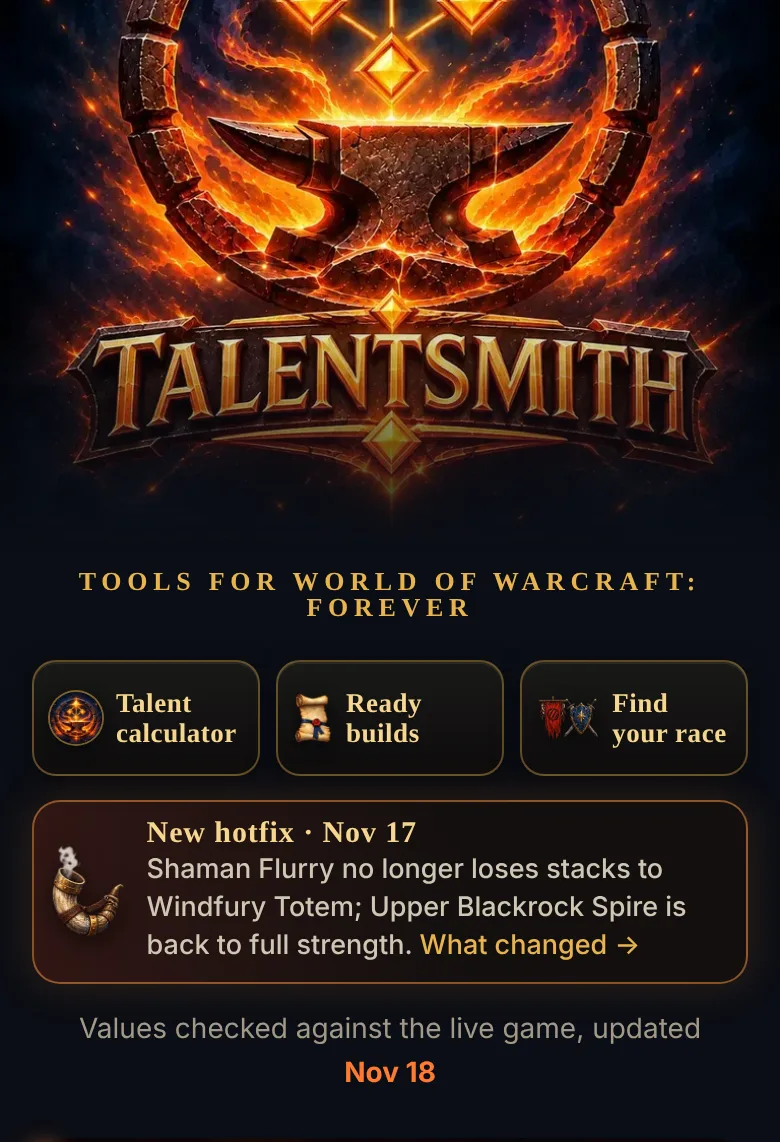 TALENTSMITH
TOOLS FOR WORLD OF WARCRAFT:
FOREVER
Talent
calculator
Ready
builds
Find
your race
New hotfix · Nov 17
Shaman Flurry no longer loses stacks to
Windfury Totem; Upper Blackrock Spire is
back to full strength. What changed →
Values checked against the live game, updated
Nov 18